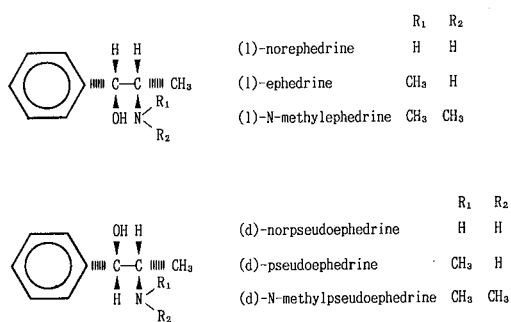 R₁ R₂
H H (l)-norephedrine H H
C—C CH₃ (l)-ephedrine CH₃ H
R₁
OH N (l)-N-methylephedrine CH₃ CH₃
R₂
R₁ R₂
OH H (d)-norpseudoephedrine H H
C—C CH₃ (d)-pseudoephedrine CH₃ H
R₁
H N (d)-N-methylpseudoephedrine CH₃ CH₃
R₂